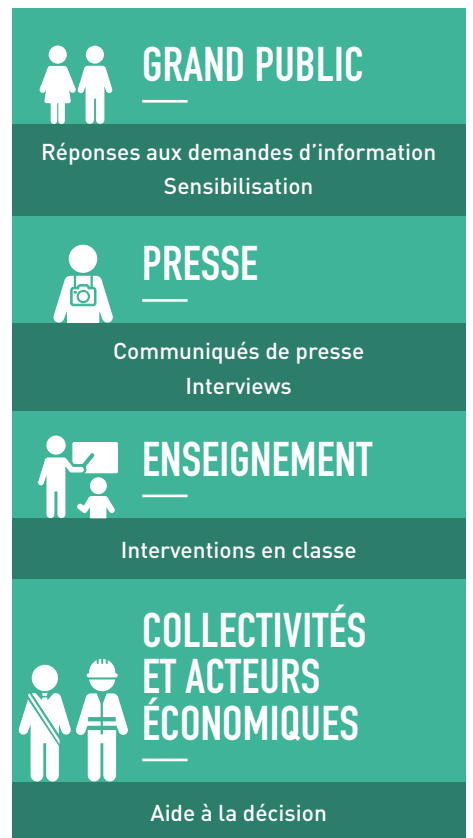 GRAND PUBLIC
Réponses aux demandes d’information
Sensibilisation
PRESSE
Communiqués de presse
Interviews
ENSEIGNEMENT
Interventions en classe
COLLECTIVITÉS
ET ACTEURS
ÉCONOMIQUES
Aide à la décision